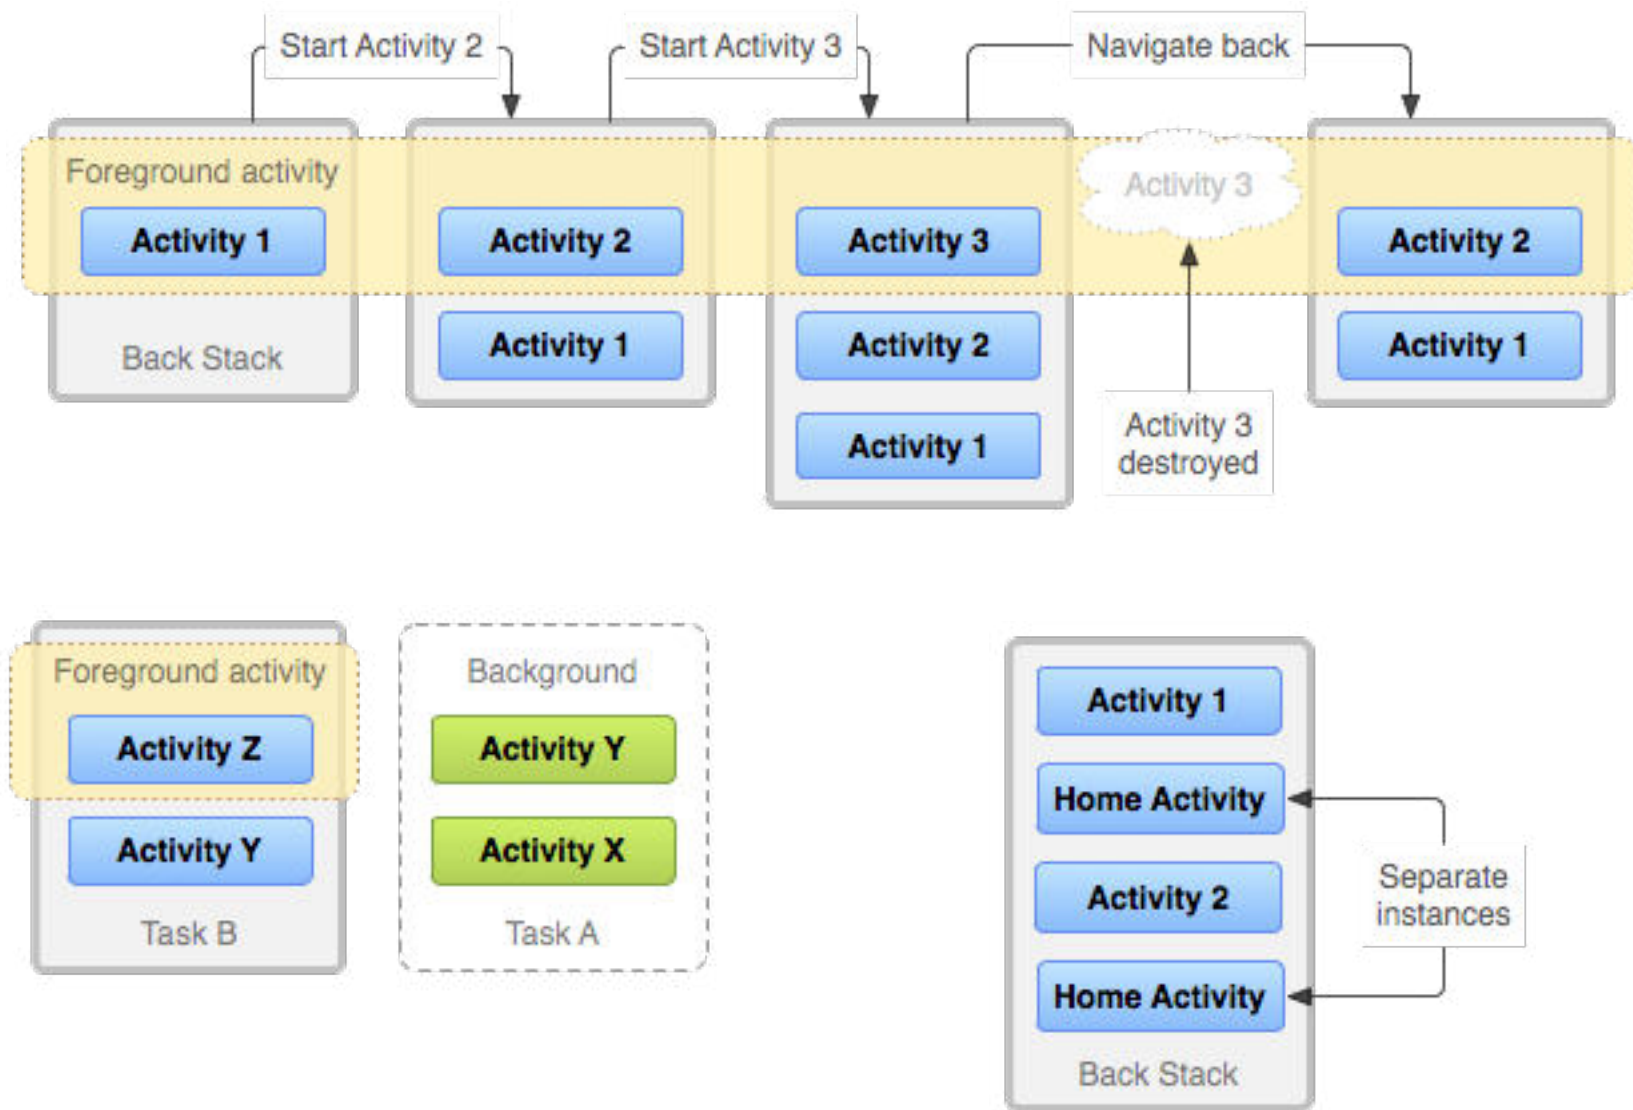 Start Activity 2
Start Activity 3
Navigate back
Foreground activity
Activity 1
Back Stack
Activity 2
Activity 1
Activity 3
Activity 2
Activity 1
Activity 3
Activity 3
destroyed
Activity 2
Activity 1
Foreground activity
Activity Z
Activity Y
Task B
Background
Activity Y
Activity X
Task A
Activity 1
Home Activity
Activity 2
Home Activity
Back Stack
Separate
instances